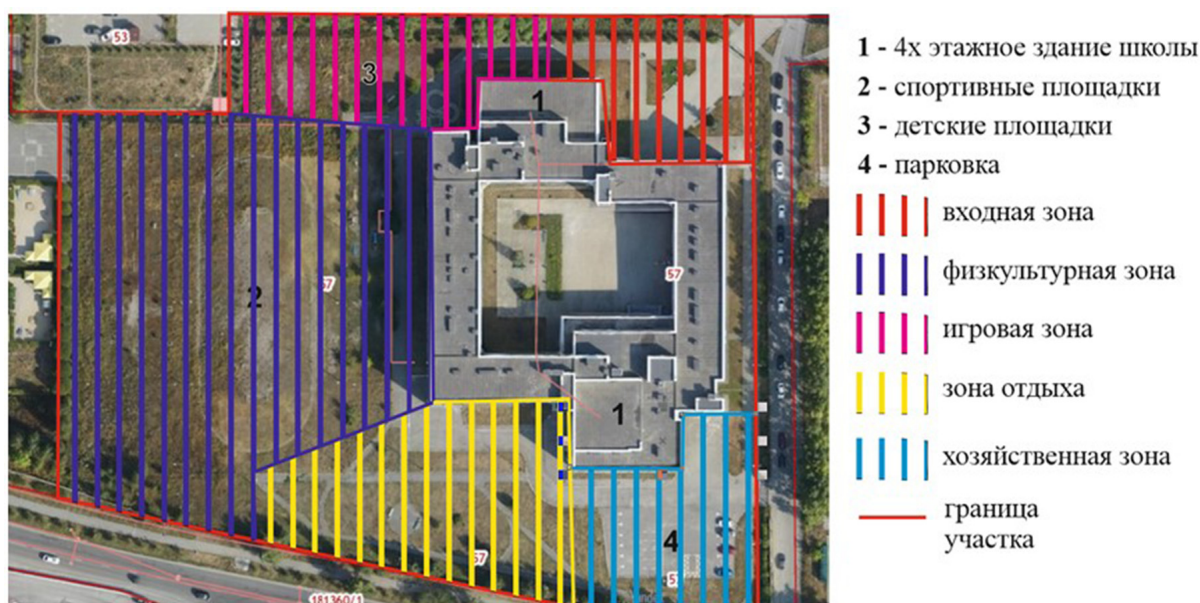 53
3
1
2
57
57
1
4
57
57
181360/1
1 - 4х этажное здание школы
2 - спортивные площадки
3 - детские площадки
4 - парковка
входная зона
физкультурная зона
игровая зона
зона отдыха
хозяйственная зона
граница
участка